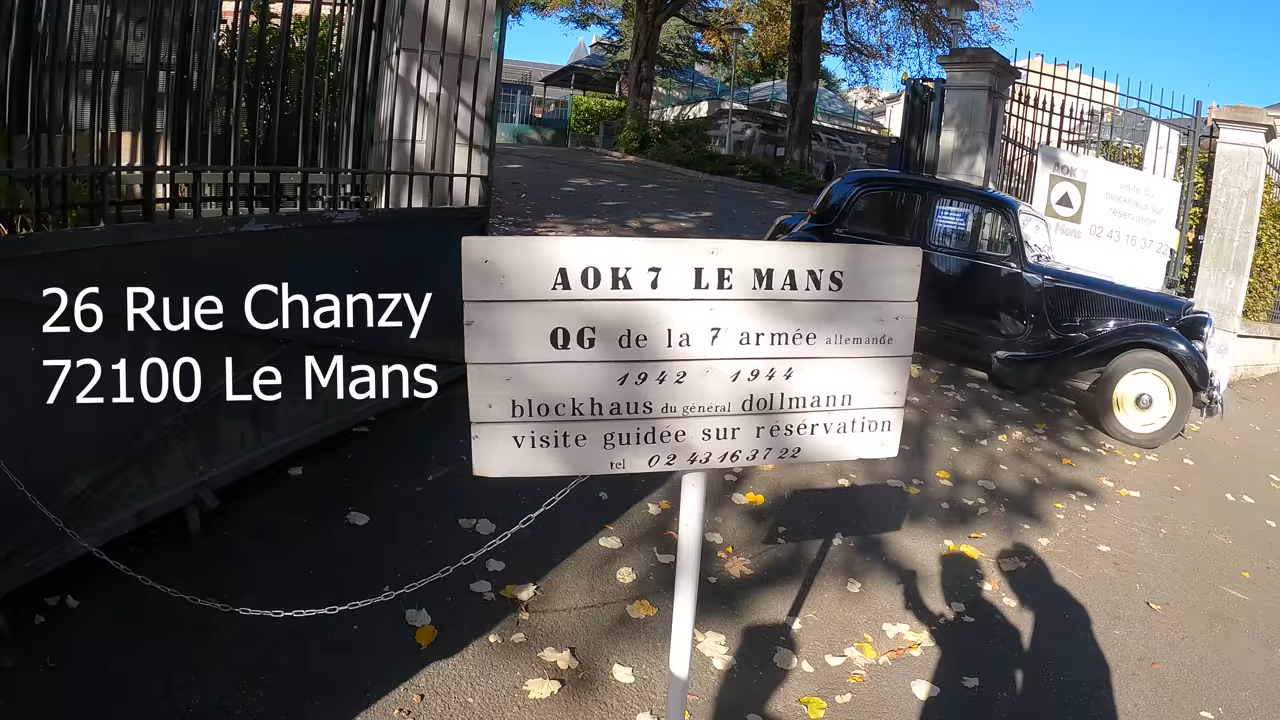 26 Rue Chanzy
72100 Le Mans
AOK 7 LE MANS
QG de la 7 armée allemande
1942 1944
blockhaus du général dollmann
visite guidée sur résérvation
tel 02 43 16 37 22
AOK 7
Mans
visite du
blockhaus sur
réservation
02 43 16 37 22